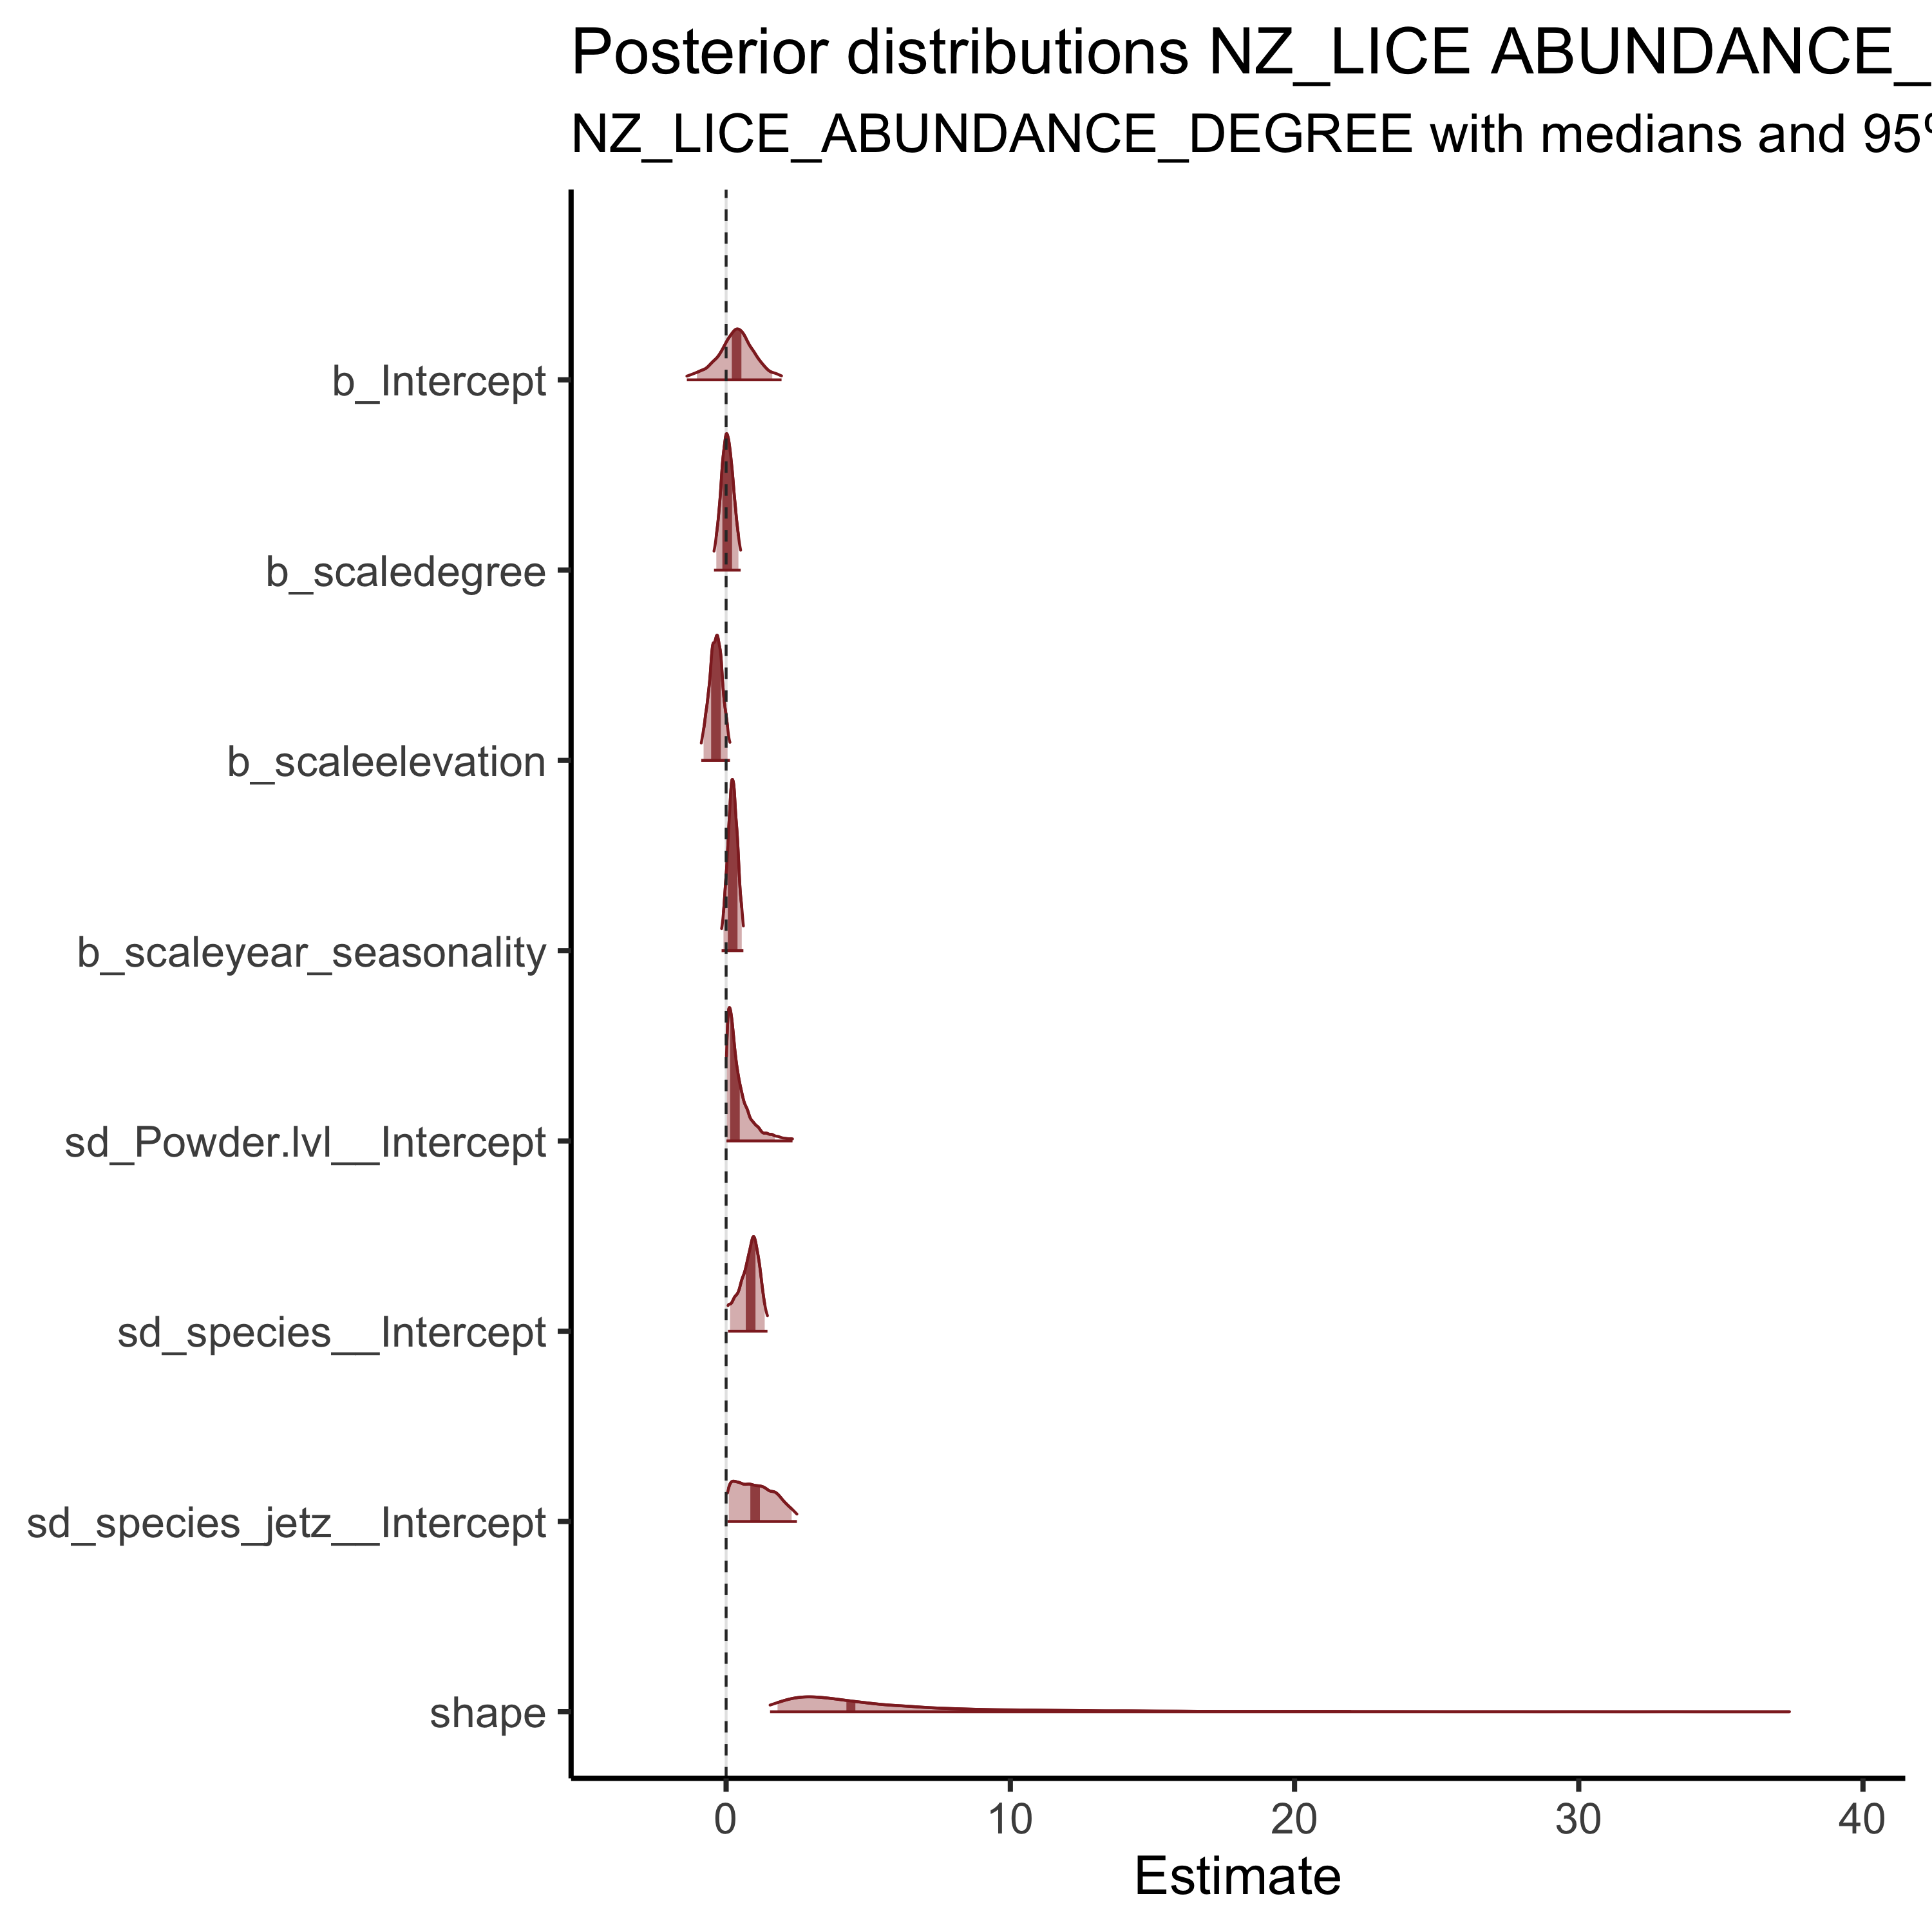 Posterior distributions NZ_LICE ABUNDANCE_
NZ_LICE_ABUNDANCE_DEGREE with medians and 95%
b_Intercept
b_scaledegree
b_scaleelevation
b_scaleyear_seasonality
sd_Powder.lvl__Intercept
sd_species__Intercept
sd_species_jetz__Intercept
shape
0 10 20 30 40
Estimate